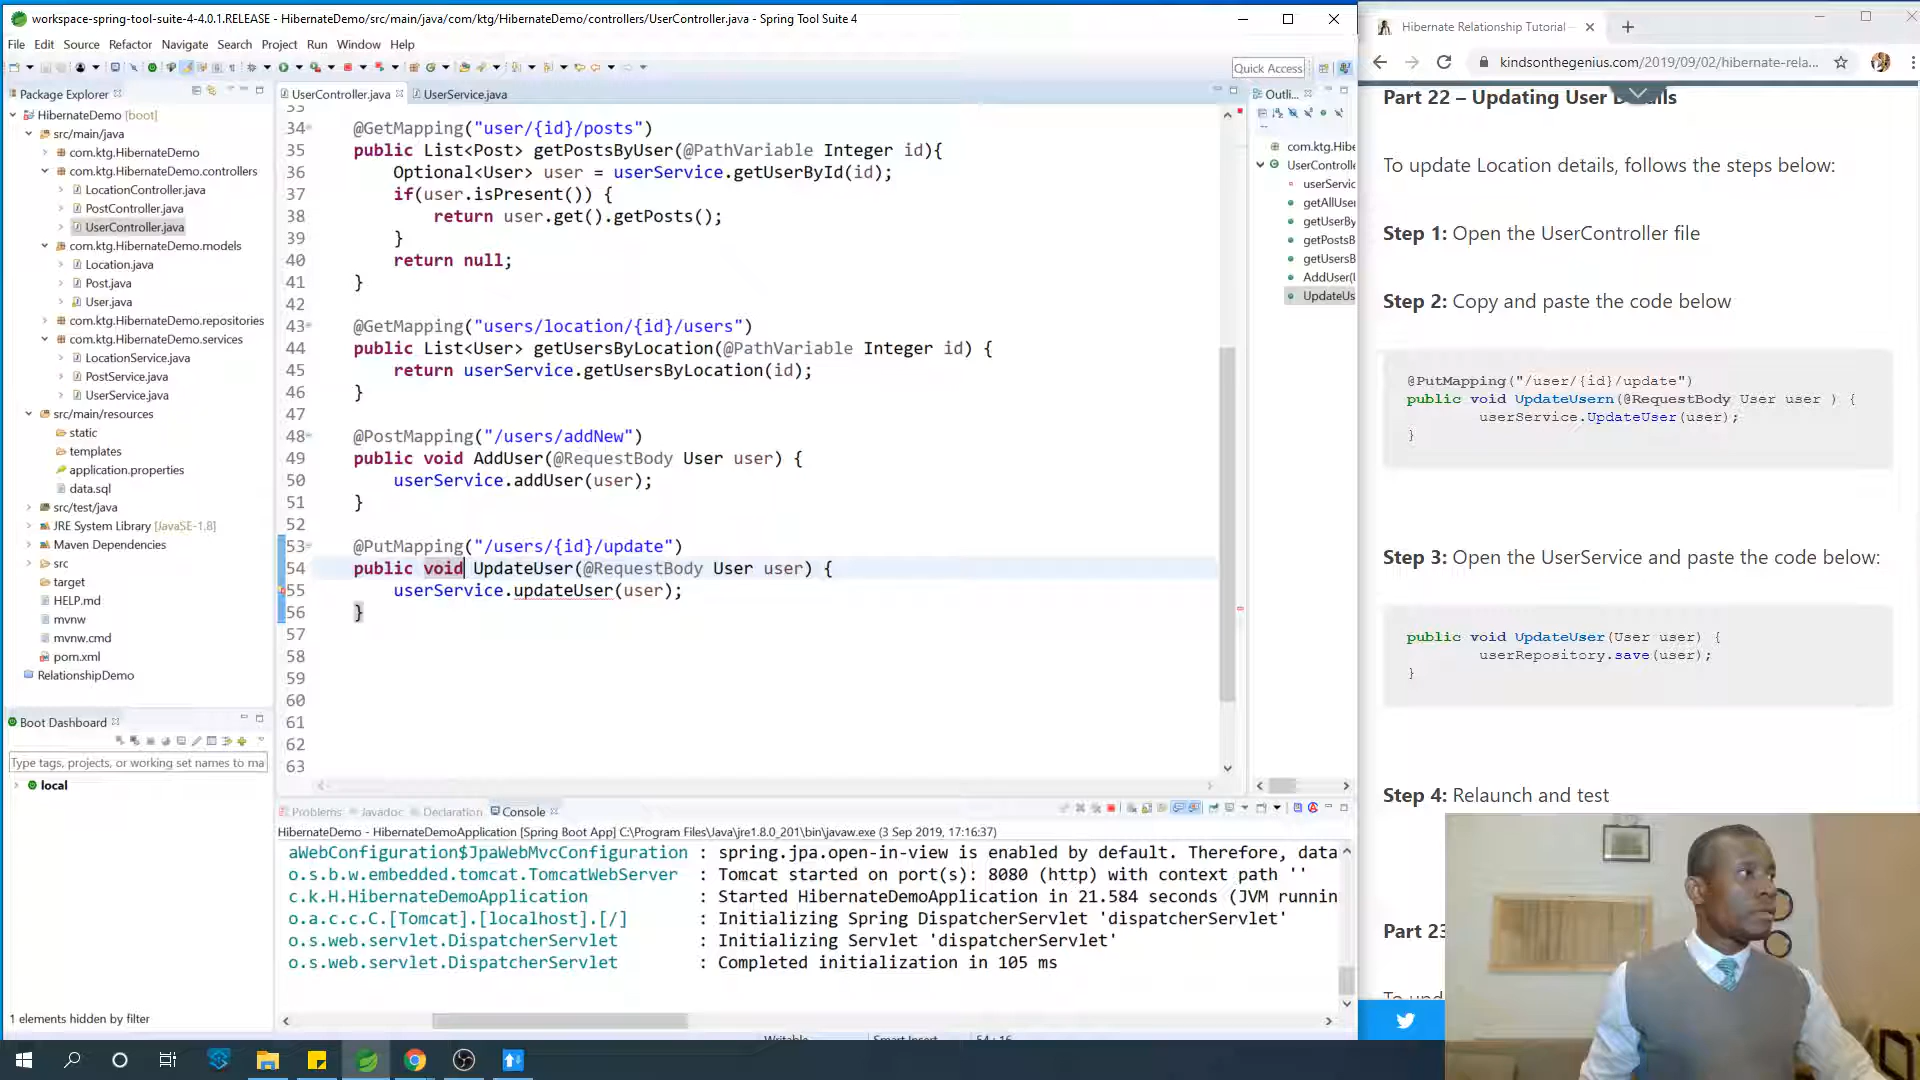 workspace-spring-tool-suite-4-4.0.1.RELEASE - HibernateDemo/src/main/java/com/ktg/HibernateDemo/controllers/UserController.java - Spring Tool Suite 4
File Edit Source Refactor Navigate Search Project Run Window Help
Quick Access
Package Explorer
HibernateDemo [boot]
src/main/java
com.ktg.HibernateDemo
com.ktg.HibernateDemo.controllers
LocationController.java
PostController.java
UserController.java
com.ktg.HibernateDemo.models
Location.java
Post.java
User.java
com.ktg.HibernateDemo.repositories
com.ktg.HibernateDemo.services
LocationService.java
PostService.java
UserService.java
src/main/resources
static
templates
application.properties
data.sql
src/test/java
JRE System Library [JavaSE-1.8]
Maven Dependencies
src
target
HELP.md
mvnw
mvnw.cmd
pom.xml
RelationshipDemo
Boot Dashboard
Type tags, projects, or working set names to ma
local
1 elements hidden by filter
UserController.java UserService.java
33
34 @GetMapping("user/{id}/posts")
35 public List<Post> getPostsByUser(@PathVariable Integer id){
36 Optional<User> user = userService.getUserById(id);
37 if(user.isPresent()) {
38 return user.get().getPosts();
39 }
40 return null;
41 }
42
43 @GetMapping("users/location/{id}/users")
44 public List<User> getUsersByLocation(@PathVariable Integer id) {
45 return userService.getUsersByLocation(id);
46 }
47
48 @PostMapping("/users/addNew")
49 public void AddUser(@RequestBody User user) {
50 userService.addUser(user);
51 }
52
53 @PutMapping("/users/{id}/update")
54 public void UpdateUser(@RequestBody User user) {
55 userService.updateUser(user);
56 }
57
58
59
60
61
62
63
Outli...
com.ktg.Hibe
UserControlle
userServic
getAllUser
getUserBy
getPostsB
getUsersB
AddUser(U
UpdateUs
Problems Javadoc Declaration Console
HibernateDemo - HibernateDemoApplication [Spring Boot App] C:\Program Files\Java\jre1.8.0_201\bin\javaw.exe (3 Sep 2019, 17:16:37)
aWebConfiguration$JpaWebMvcConfiguration : spring.jpa.open-in-view is enabled by default. Therefore, data
o.s.b.w.embedded.tomcat.TomcatWebServer : Tomcat started on port(s): 8080 (http) with context path ''
c.k.H.HibernateDemoApplication : Started HibernateDemoApplication in 21.584 seconds (JVM runnin
o.a.c.c.C.[Tomcat].[localhost].[/] : Initializing Spring DispatcherServlet 'dispatcherServlet'
o.s.web.servlet.DispatcherServlet : Initializing Servlet 'dispatcherServlet'
o.s.web.servlet.DispatcherServlet : Completed initialization in 105 ms
Writable Smart Insert 54 : 16
Hibernate Relationship Tutorial
kindsonthegenius.com/2019/09/02/hibernate-rela...
Part 22 – Updating User Details
To update Location details, follows the steps below:
Step 1: Open the UserController file
Step 2: Copy and paste the code below
@PutMapping("/user/{id}/update")
public void UpdateUsern(@RequestBody User user ) {
userService.UpdateUser(user);
}
Step 3: Open the UserService and paste the code below:
public void UpdateUser(User user) {
userRepository.save(user);
}
Step 4: Relaunch and test
Part 23
To upd